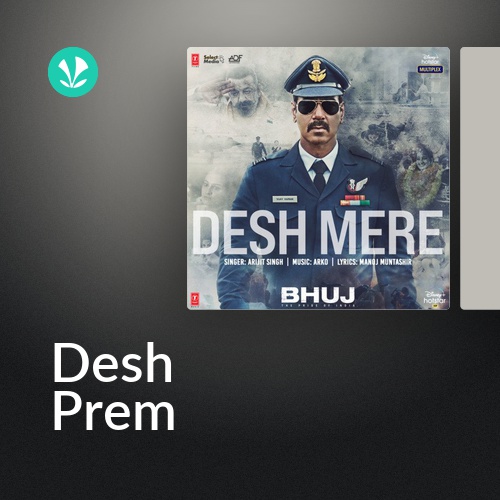 Select
Media
ADF
Disney+
hotstar
MULTIPLEX
DESH MERE
SINGER: ARIJIT SINGH | MUSIC: ARKO | LYRICS: MANOJ MUNTASHIR
BHUJ
THE PRIDE OF INDIA
Disney+
hotstar
Desh
Prem